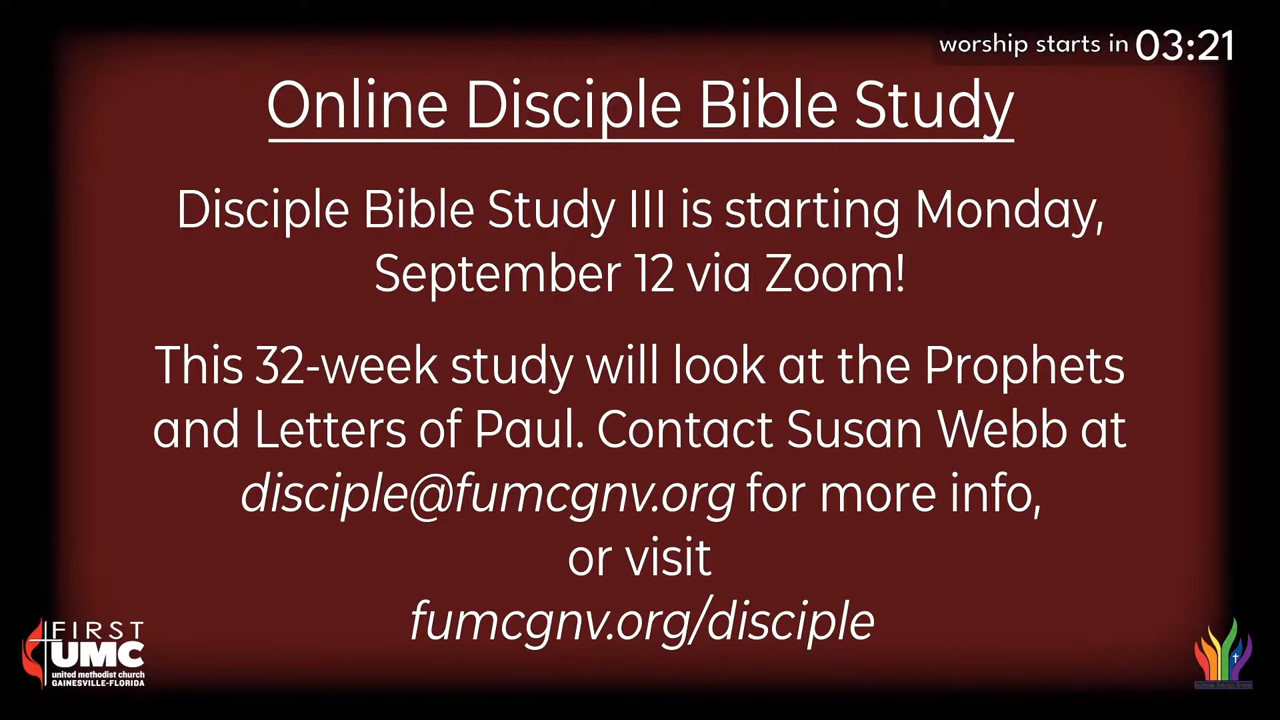 worship starts in 03:21
Online Disciple Bible Study
Disciple Bible Study III is starting Monday,
September 12 via Zoom!
This 32-week study will look at the Prophets
and Letters of Paul. Contact Susan Webb at
disciple@fumcgnv.org for more info,
or visit
fumcgnv.org/disciple
FIRST
UMC
united methodist church
GAINESVILLE-FLORIDA